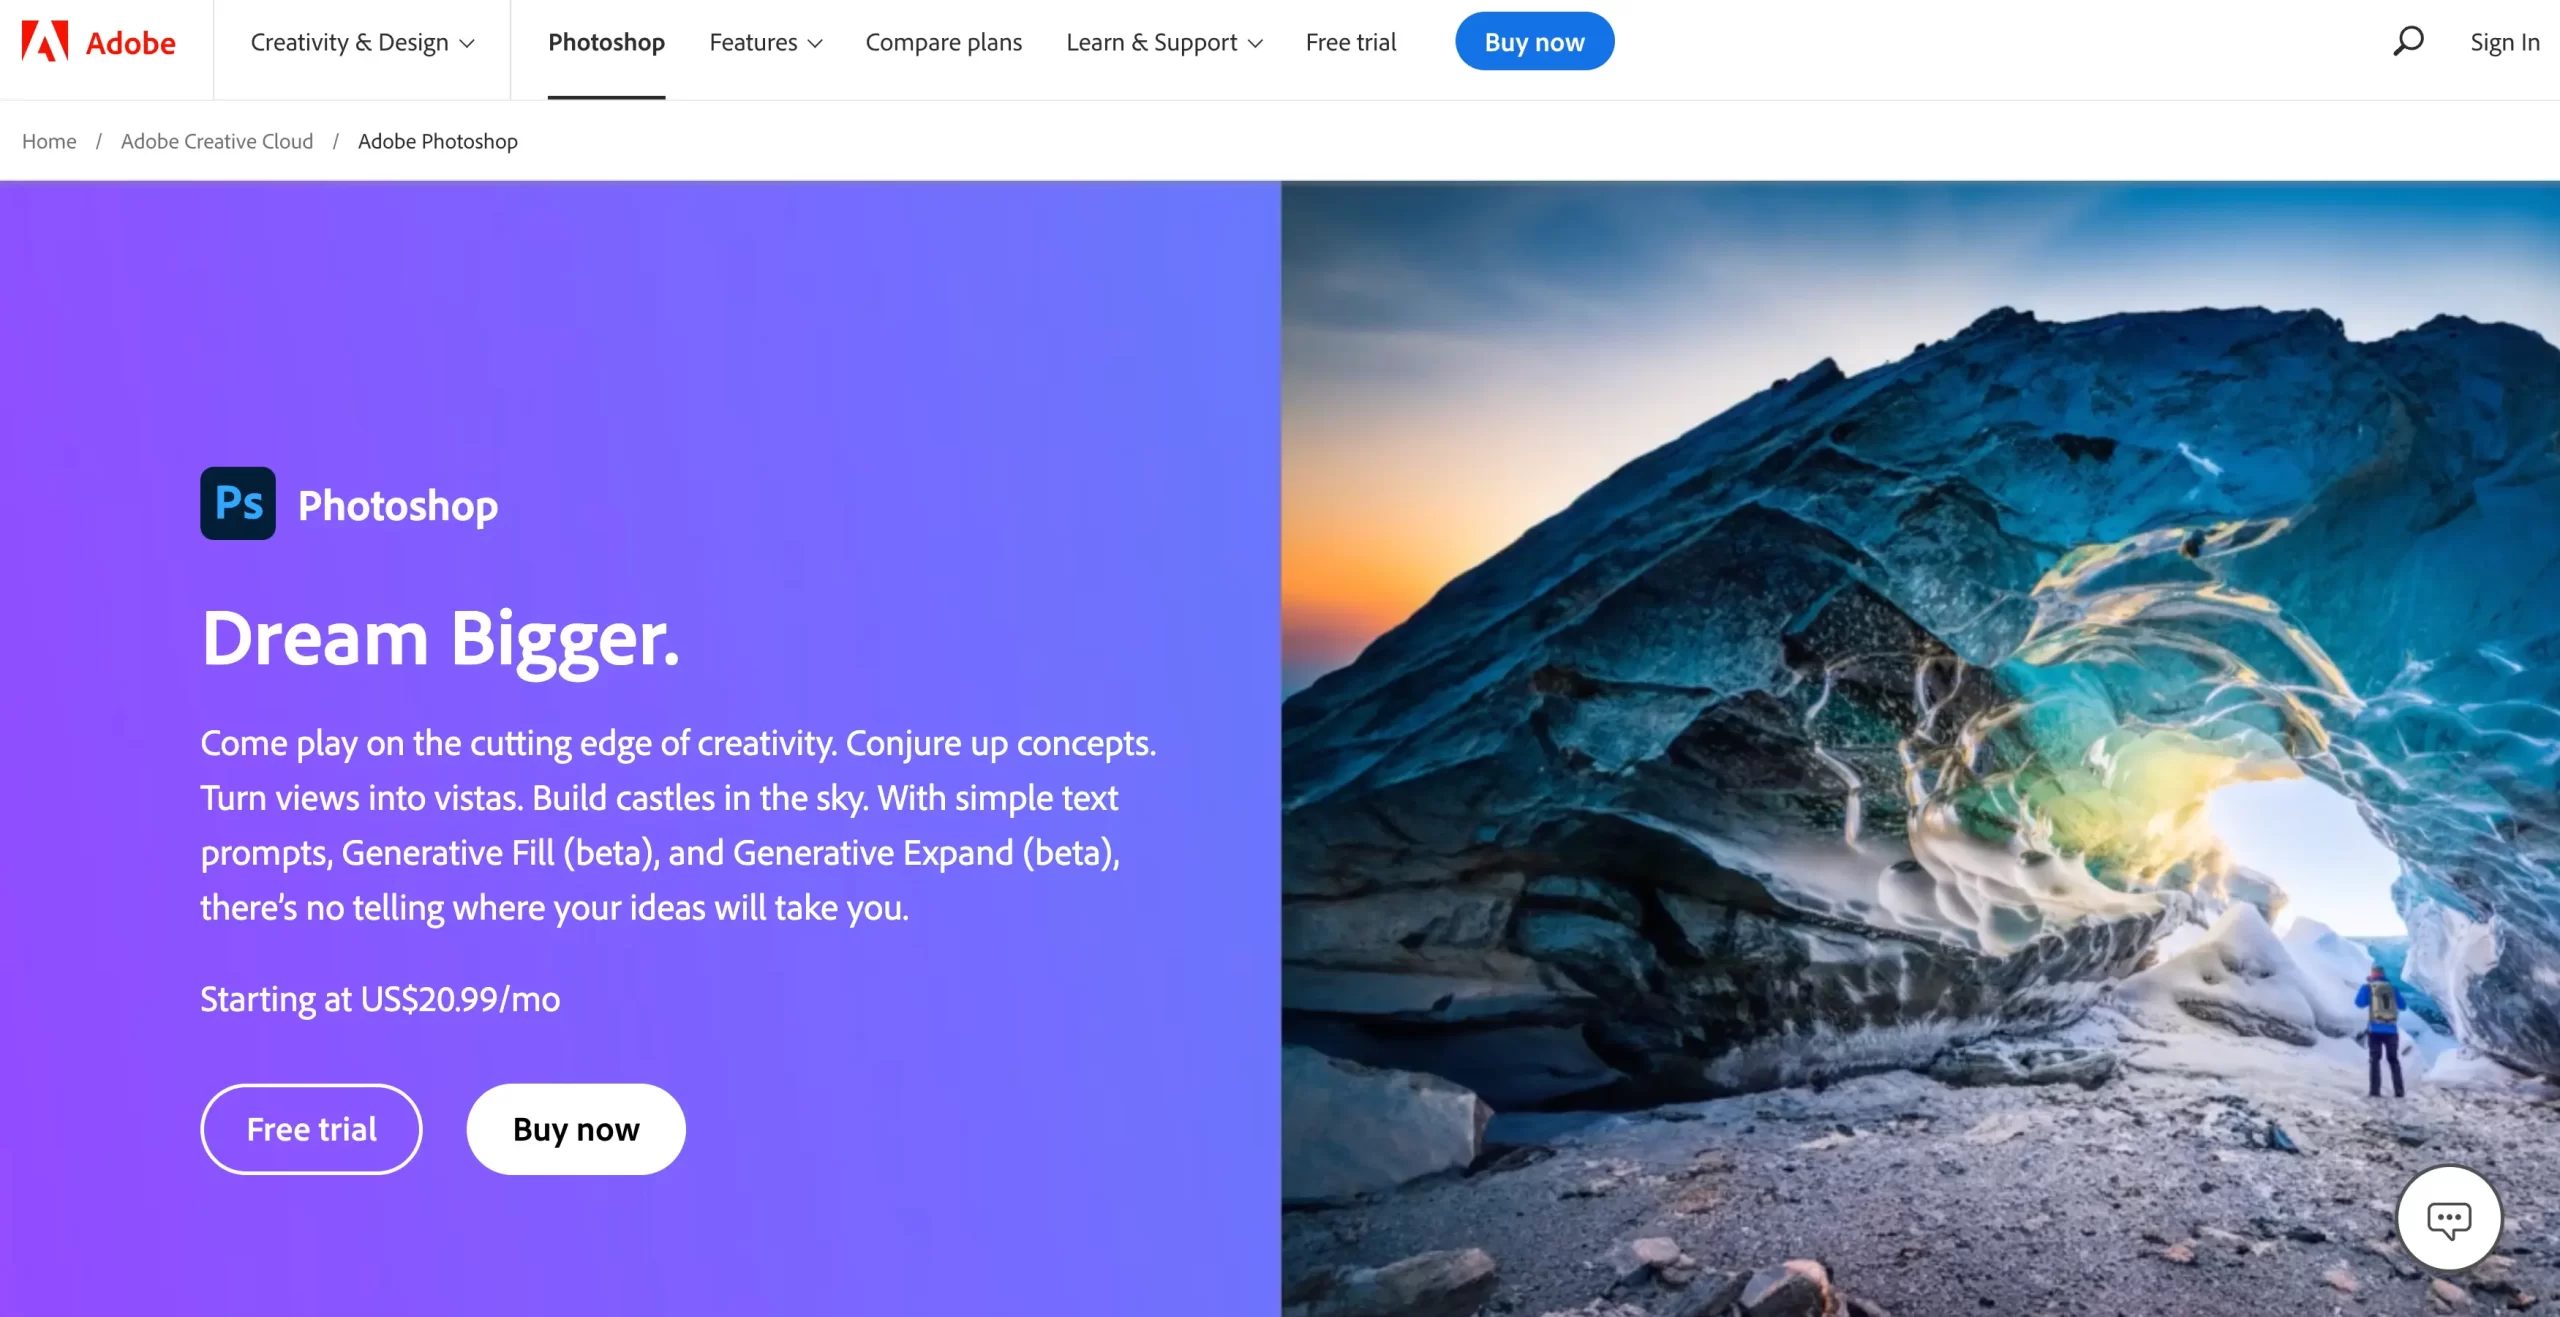 Adobe
Creativity & Design
Photoshop
Features
Compare plans
Learn & Support
Free trial
Buy now
Sign In
Home / Adobe Creative Cloud / Adobe Photoshop
Ps Photoshop
Dream Bigger.
Come play on the cutting edge of creativity. Conjure up concepts.
Turn views into vistas. Build castles in the sky. With simple text
prompts, Generative Fill (beta), and Generative Expand (beta),
there’s no telling where your ideas will take you.
Starting at US$20.99/mo
Free trial
Buy now